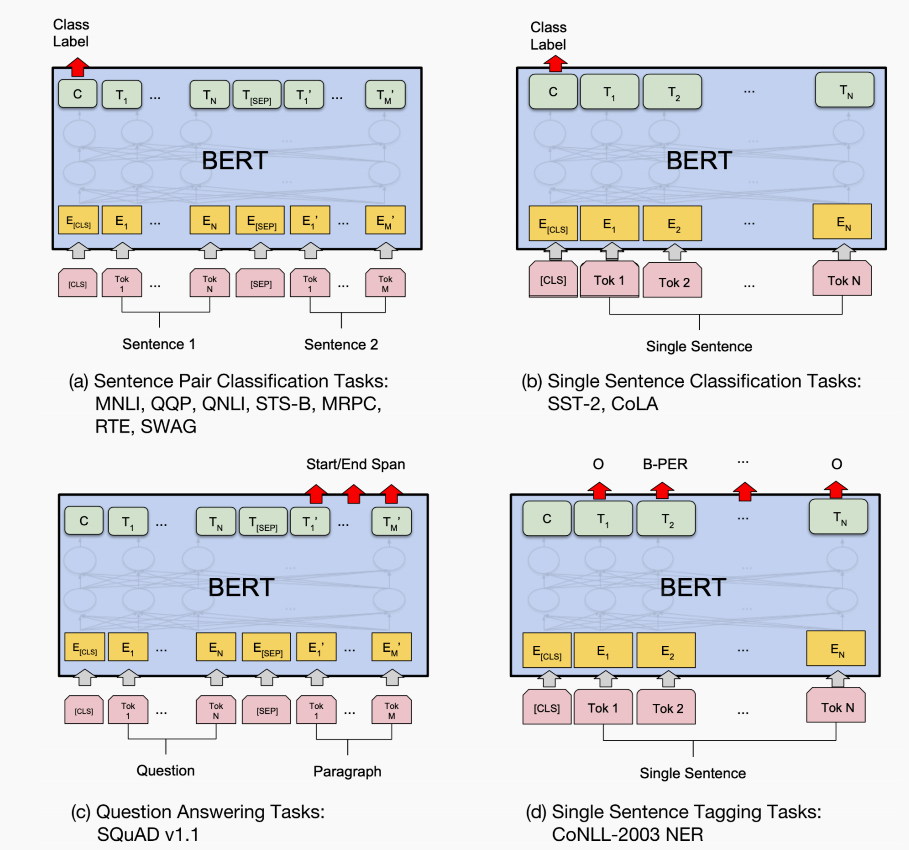 Class
Label
C T1 ... TN T[SEP] T1' ... TM'
...
BERT
...
E[CLS] E1 ... EN E[SEP] E1' ... EM'
[CLS] Tok 1 ... Tok N [SEP] Tok 1 ... Tok M
Sentence 1 Sentence 2
(a) Sentence Pair Classification Tasks:
MNLI, QQP, QNLI, STS-B, MRPC,
RTE, SWAG
Class
Label
C T1 T2 ... TN
...
BERT
...
E[CLS] E1 E2 ... EN
[CLS] Tok 1 Tok 2 ... Tok N
Single Sentence
(b) Single Sentence Classification Tasks:
SST-2, CoLA
Start/End Span
C T1 ... TN T[SEP] T1' ... TM'
...
BERT
...
E[CLS] E1 ... EN E[SEP] E1' ... EM'
[CLS] Tok 1 ... Tok N [SEP] Tok 1 ... Tok M
Question Paragraph
(c) Question Answering Tasks:
SQuAD v1.1
O B-PER ... O
C T1 T2 ... TN
...
BERT
...
E[CLS] E1 E2 ... EN
[CLS] Tok 1 Tok 2 ... Tok N
Single Sentence
(d) Single Sentence Tagging Tasks:
CoNLL-2003 NER